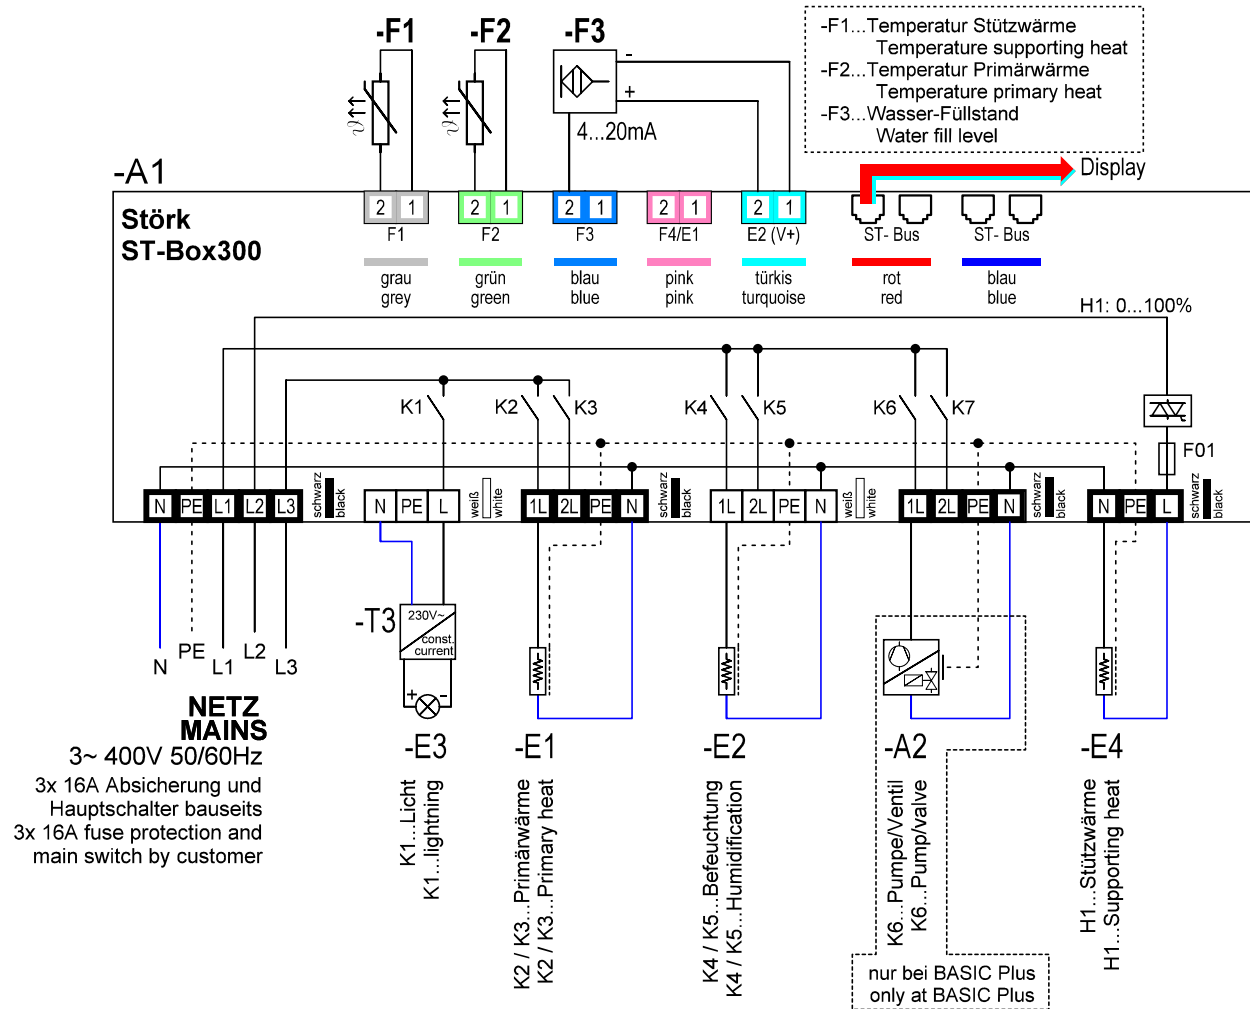 -F1
-F2
-F3
-F1...Temperatur Stützwärme
Temperature supporting heat
-F2...Temperatur Primärwärme
Temperature primary heat
-F3...Wasser-Füllstand
Water fill level
-
+
4...20mA
ϑ
ϑ
-A1
Display
Störk
ST-Box300
2 1
2 1
2 1
2 1
2 1
F1
F2
F3
F4/E1
E2 (V+)
ST- Bus
ST- Bus
grau
grey
grün
green
blau
blue
pink
pink
türkis
turquoise
rot
red
blau
blue
H1: 0...100%
K1
K2
K3
K4
K5
K6
K7
F01
N PE L1 L2 L3
schwarz
black
N PE L
weiß
white
1L 2L PE N
schwarz
black
1L 2L PE N
weiß
white
1L 2L PE N
schwarz
black
N PE L
schwarz
black
N
PE
L1
L2
L3
-T3
230V~
const.
current
+
-
NETZ
MAINS
3~ 400V 50/60Hz
3x 16A Absicherung und
Hauptschalter bauseits
3x 16A fuse protection and
main switch by customer
-E3
K1...Licht
K1...lightning
-E1
K2 / K3...Primärwärme
K2 / K3...Primary heat
-E2
K4 / K5...Befeuchtung
K4 / K5...Humidification
-A2
K6...Pumpe/Ventil
K6...Pump/valve
-E4
H1...Stützwärme
H1...Supporting heat
nur bei BASIC Plus
only at BASIC Plus